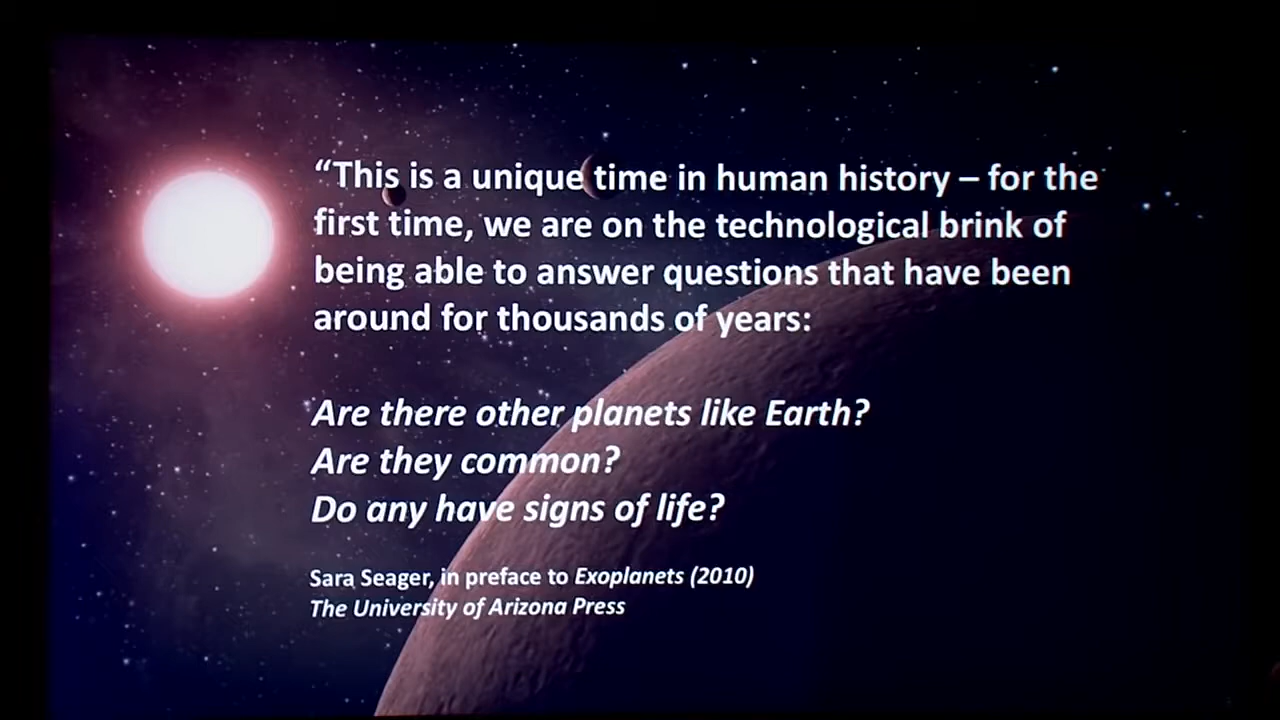 “This is a unique time in human history – for the
first time, we are on the technological brink of
being able to answer questions that have been
around for thousands of years:
Are there other planets like Earth?
Are they common?
Do any have signs of life?
Sara Seager, in preface to Exoplanets (2010)
The University of Arizona Press